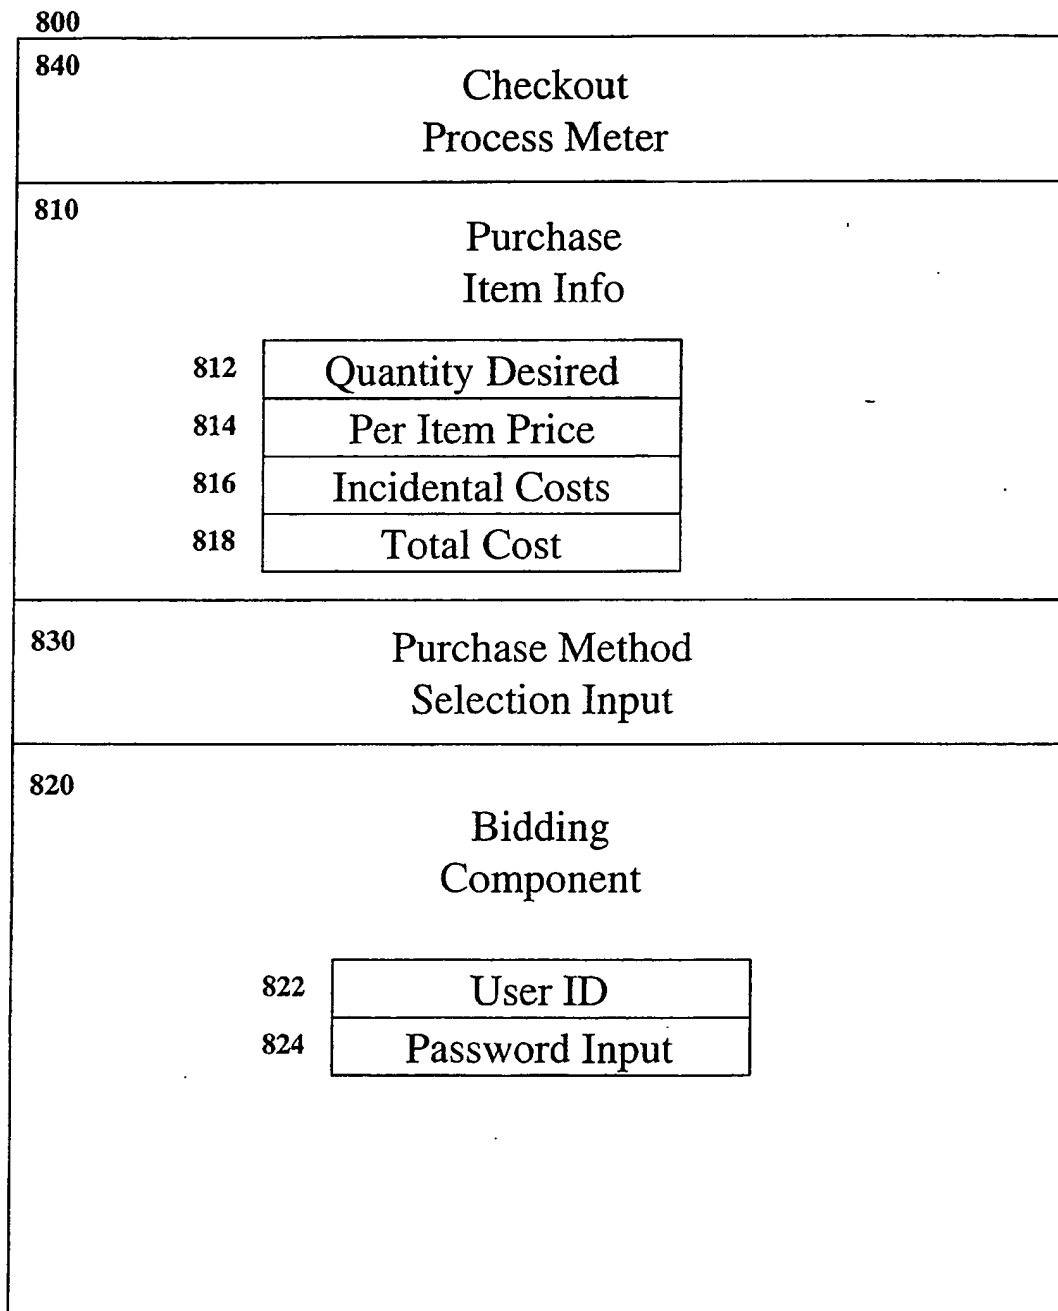 800
840
Checkout
Process Meter
810
Purchase
Item Info
812 Quantity Desired
814 Per Item Price
816 Incidental Costs
818 Total Cost
830
Purchase Method
Selection Input
820
Bidding
Component
822 User ID
824 Password Input